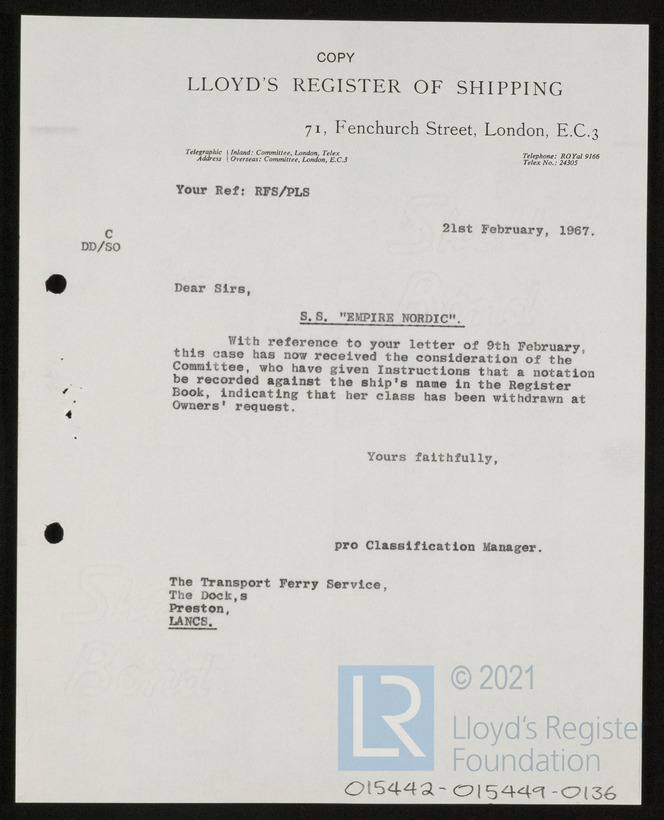 COPY
LLOYD'S REGISTER OF SHIPPING
71, Fenchurch Street, London, E.C.3
Telegraphic Address
Inland: Committee, London, Telex
Overseas: Committee, London, E.C.3
Telephone: ROYal 9166
Telex No.: 24305
Your Ref: RFS/PLS
C
DD/SO
21st February, 1967.
Dear Sirs,
S.S. "EMPIRE NORDIC".
With reference to your letter of 9th February,
this case has now received the consideration of the
Committee, who have given Instructions that a notation
be recorded against the ship's name in the Register
Book, indicating that her class has been withdrawn at
Owners' request.
Yours faithfully,
pro Classification Manager.
The Transport Ferry Service,
The Dock,s
Preston,
LANCS.
LR
© 2021
Lloyd's Register
Foundation
015442-015449-0136